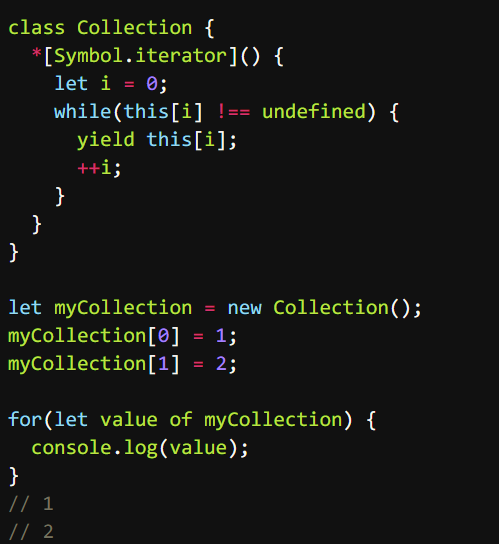 class Collection {
  *[Symbol.iterator]() {
    let i = 0;
    while(this[i] !== undefined) {
      yield this[i];
      ++i;
    }
  }
}

let myCollection = new Collection();
myCollection[0] = 1;
myCollection[1] = 2;

for(let value of myCollection) {
  console.log(value);
}
// 1
// 2